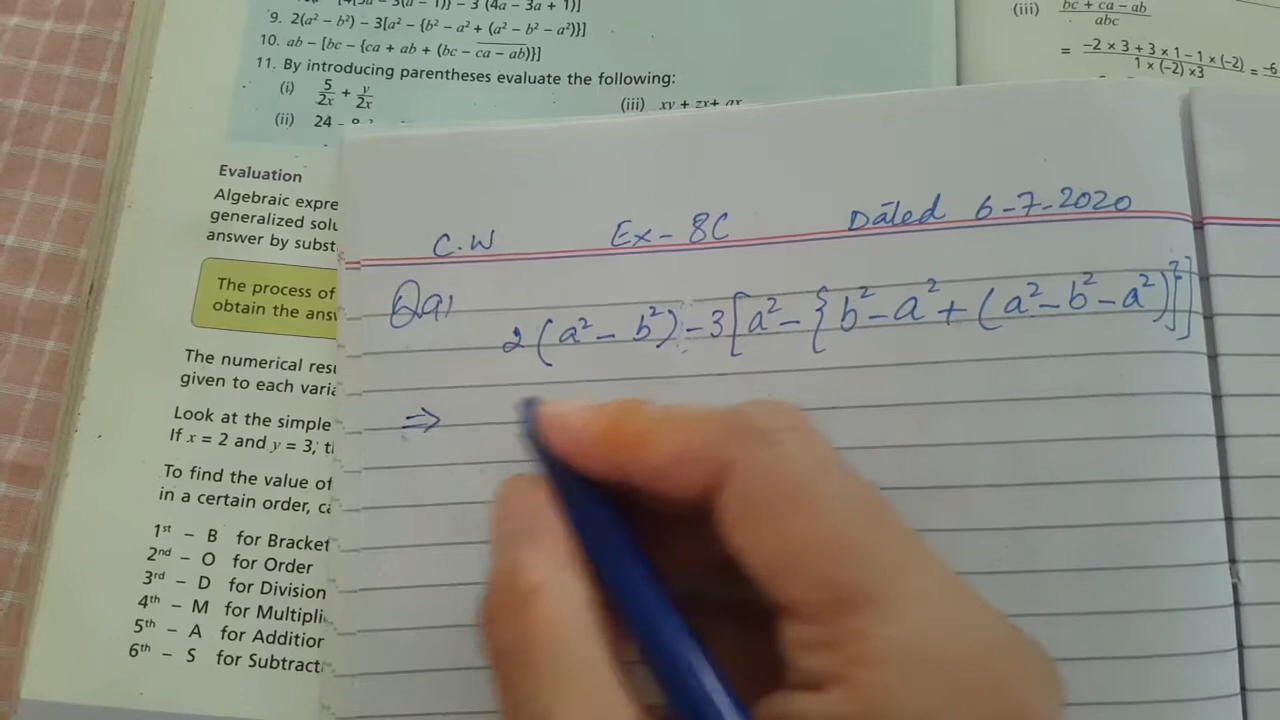 9. 2(a² – b²) – 3[a² – {b² – a² + (a² – b² – a²)}]
10. ab – [bc – {ca + ab + (bc – c̅a̅ ̅–̅ ̅a̅b̅)}]
11. By introducing parentheses evaluate the following:
(i) 5/2x + y/2x
(iii) xy + zx +
(ii) 24 –
(iii) bc + ca – ab / abc
= –2 × 3 + 3 × 1 – 1 × (–2) / 1 × (–2) × 3 = –6
Evaluation
Algebraic expre
generalized solu
answer by subst
The process of
obtain the ans
The numerical resu
given to each varia
Look at the simple
If x = 2 and y = 3, t
To find the value of
in a certain order,
1st – B for Bracket
2nd – O for Order
3rd – D for Division
4th – M for Multipli
5th – A for Addition
6th – S for Subtract
C.W Ex – 8C Dated 6-7-2020
Q9,
2(a² – b²) – 3[a² – {b² – a² + (a² – b² – a²)}]
⇒